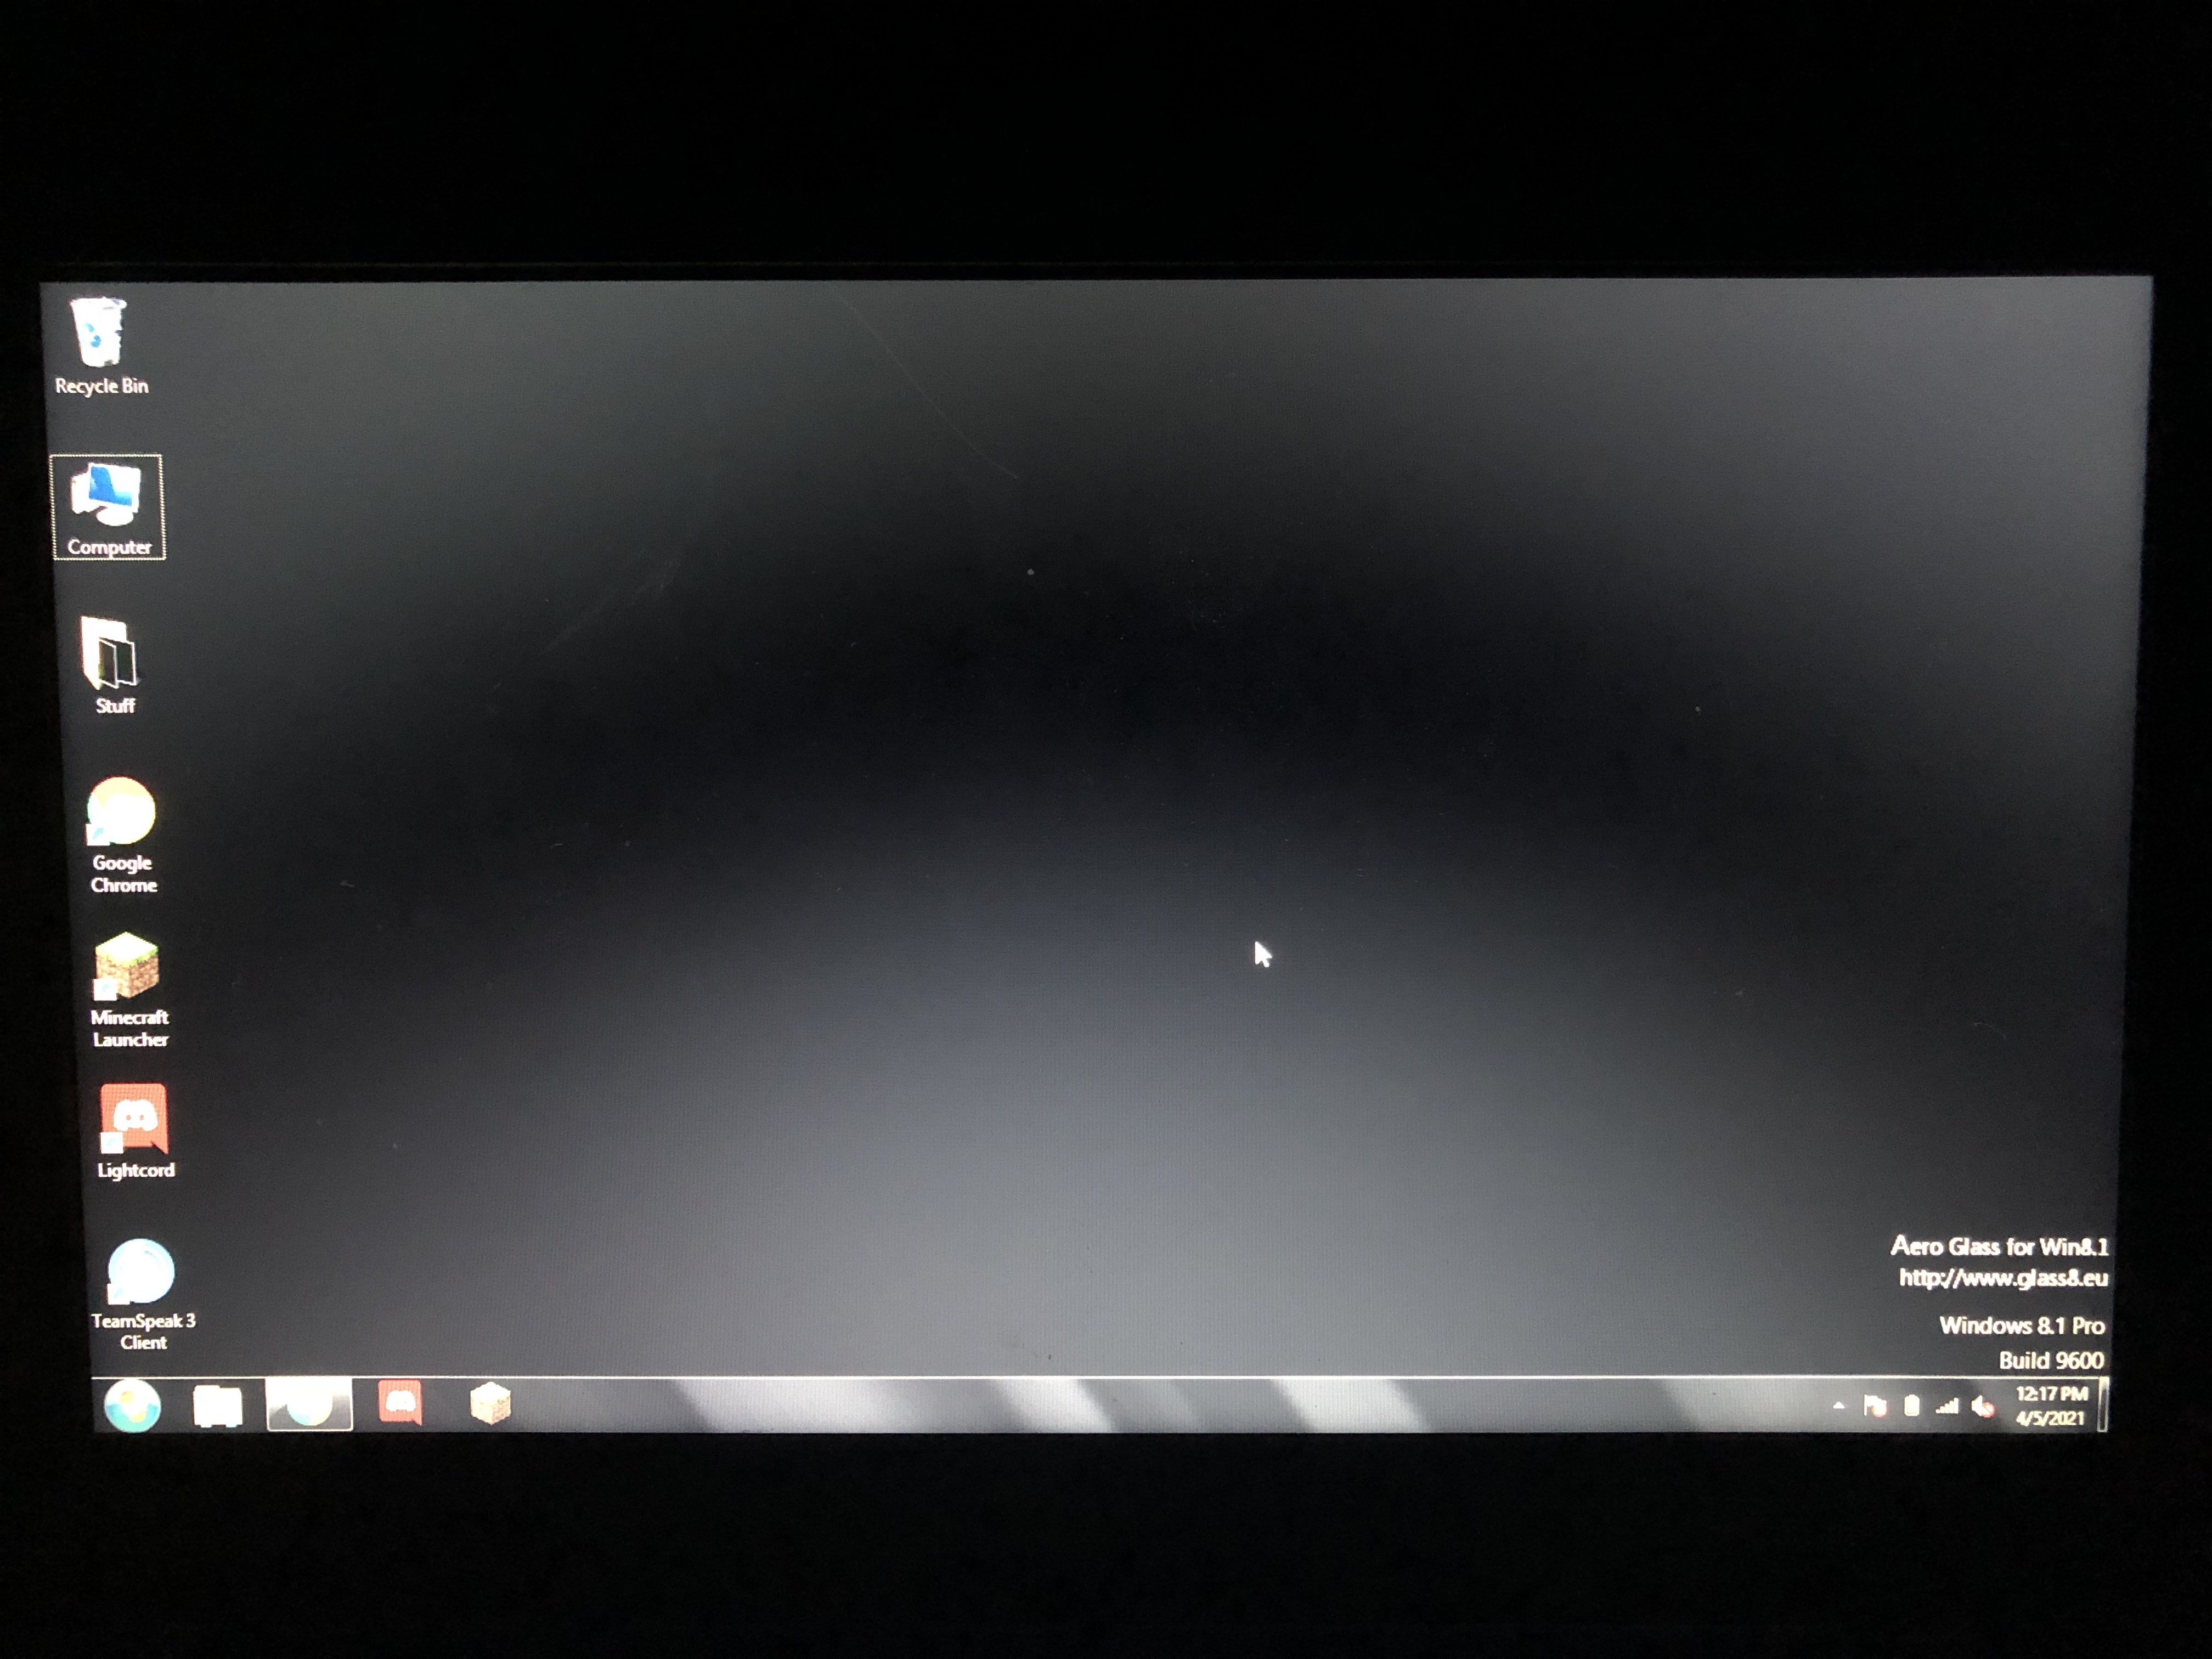 Recycle Bin
Computer
Stuff
Google
Chrome
Minecraft
Launcher
Lightcord
TeamSpeak 3
Client
Aero Glass for Win8.1
http://www.glass8.eu
Windows 8.1 Pro
Build 9600
12:17 PM
4/5/2021